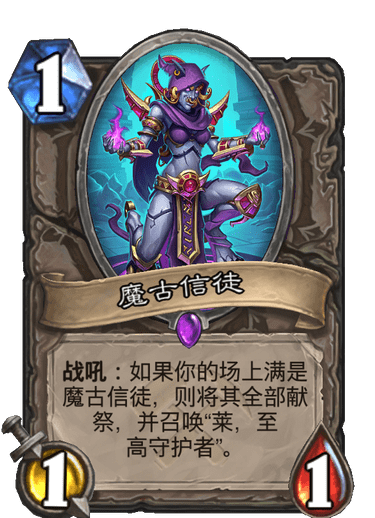 1
魔古信徒
战吼：如果你的场上满是
魔古信徒，则将其全部献
祭，并召唤“莱，至
高守护者”。
1
1